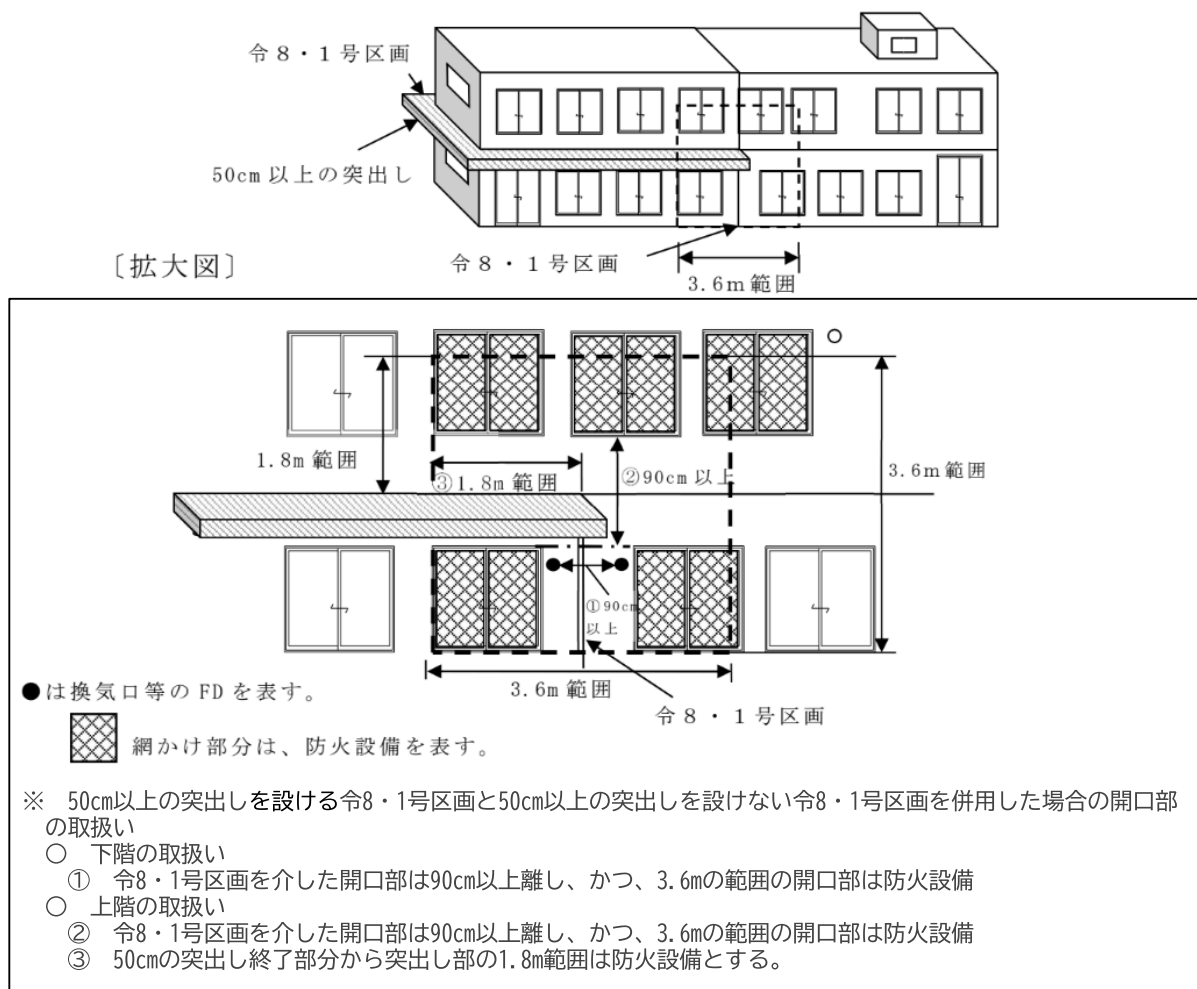 令8・1号区画
50cm以上の突出し
令8・1号区画
3.6m範囲
〔拡大図〕
1.8m範囲
③1.8m範囲
②90cm以上
3.6m範囲
①90cm
以上
3.6m範囲
令8・1号区画
●は換気口等のFDを表す。
網かけ部分は、防火設備を表す。
※　50cm以上の突出しを設ける令8・1号区画と50cm以上の突出しを設けない令8・1号区画を併用した場合の開口部
の取扱い
○　下階の取扱い
①　令8・1号区画を介した開口部は90cm以上離し、かつ、3.6mの範囲の開口部は防火設備
○　上階の取扱い
②　令8・1号区画を介した開口部は90cm以上離し、かつ、3.6mの範囲の開口部は防火設備
③　50cmの突出し終了部分から突出し部の1.8m範囲は防火設備とする。